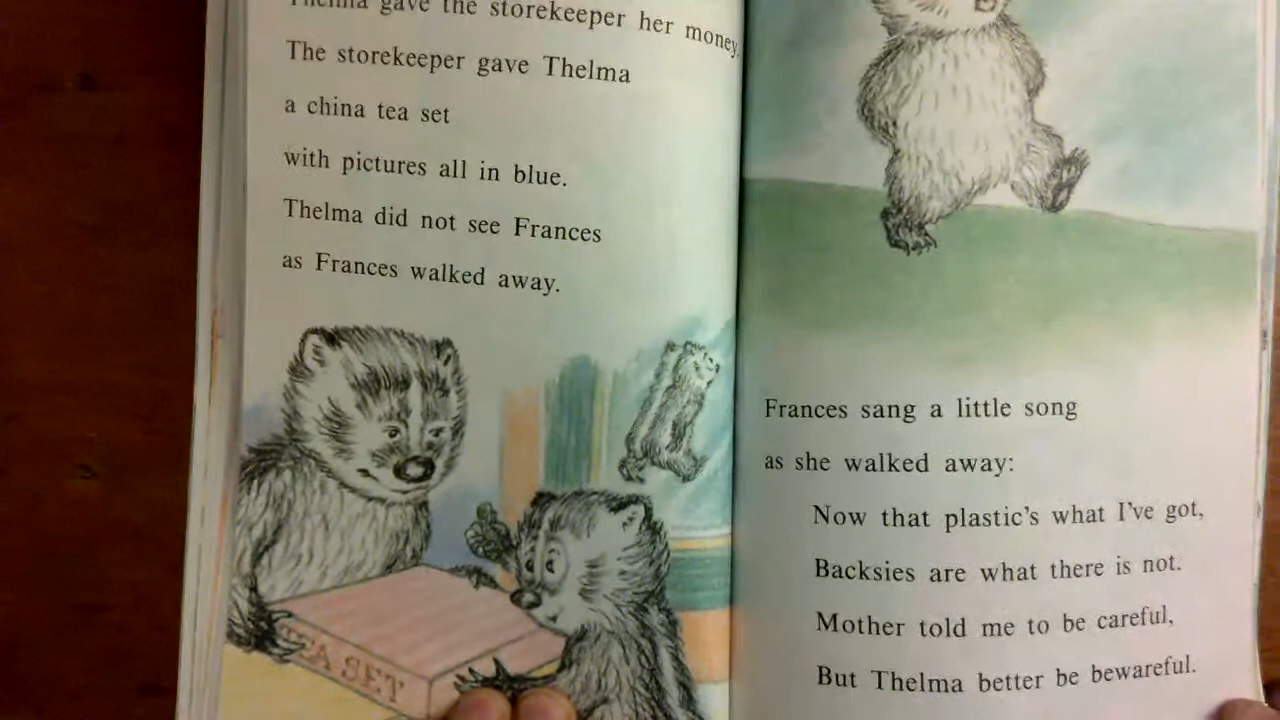 Thelma gave the storekeeper her money.
The storekeeper gave Thelma
a china tea set
with pictures all in blue.
Thelma did not see Frances
as Frances walked away.
TEA SET
Frances sang a little song
as she walked away:
Now that plastic's what I've got,
Backsies are what there is not.
Mother told me to be careful,
But Thelma better be bewareful.